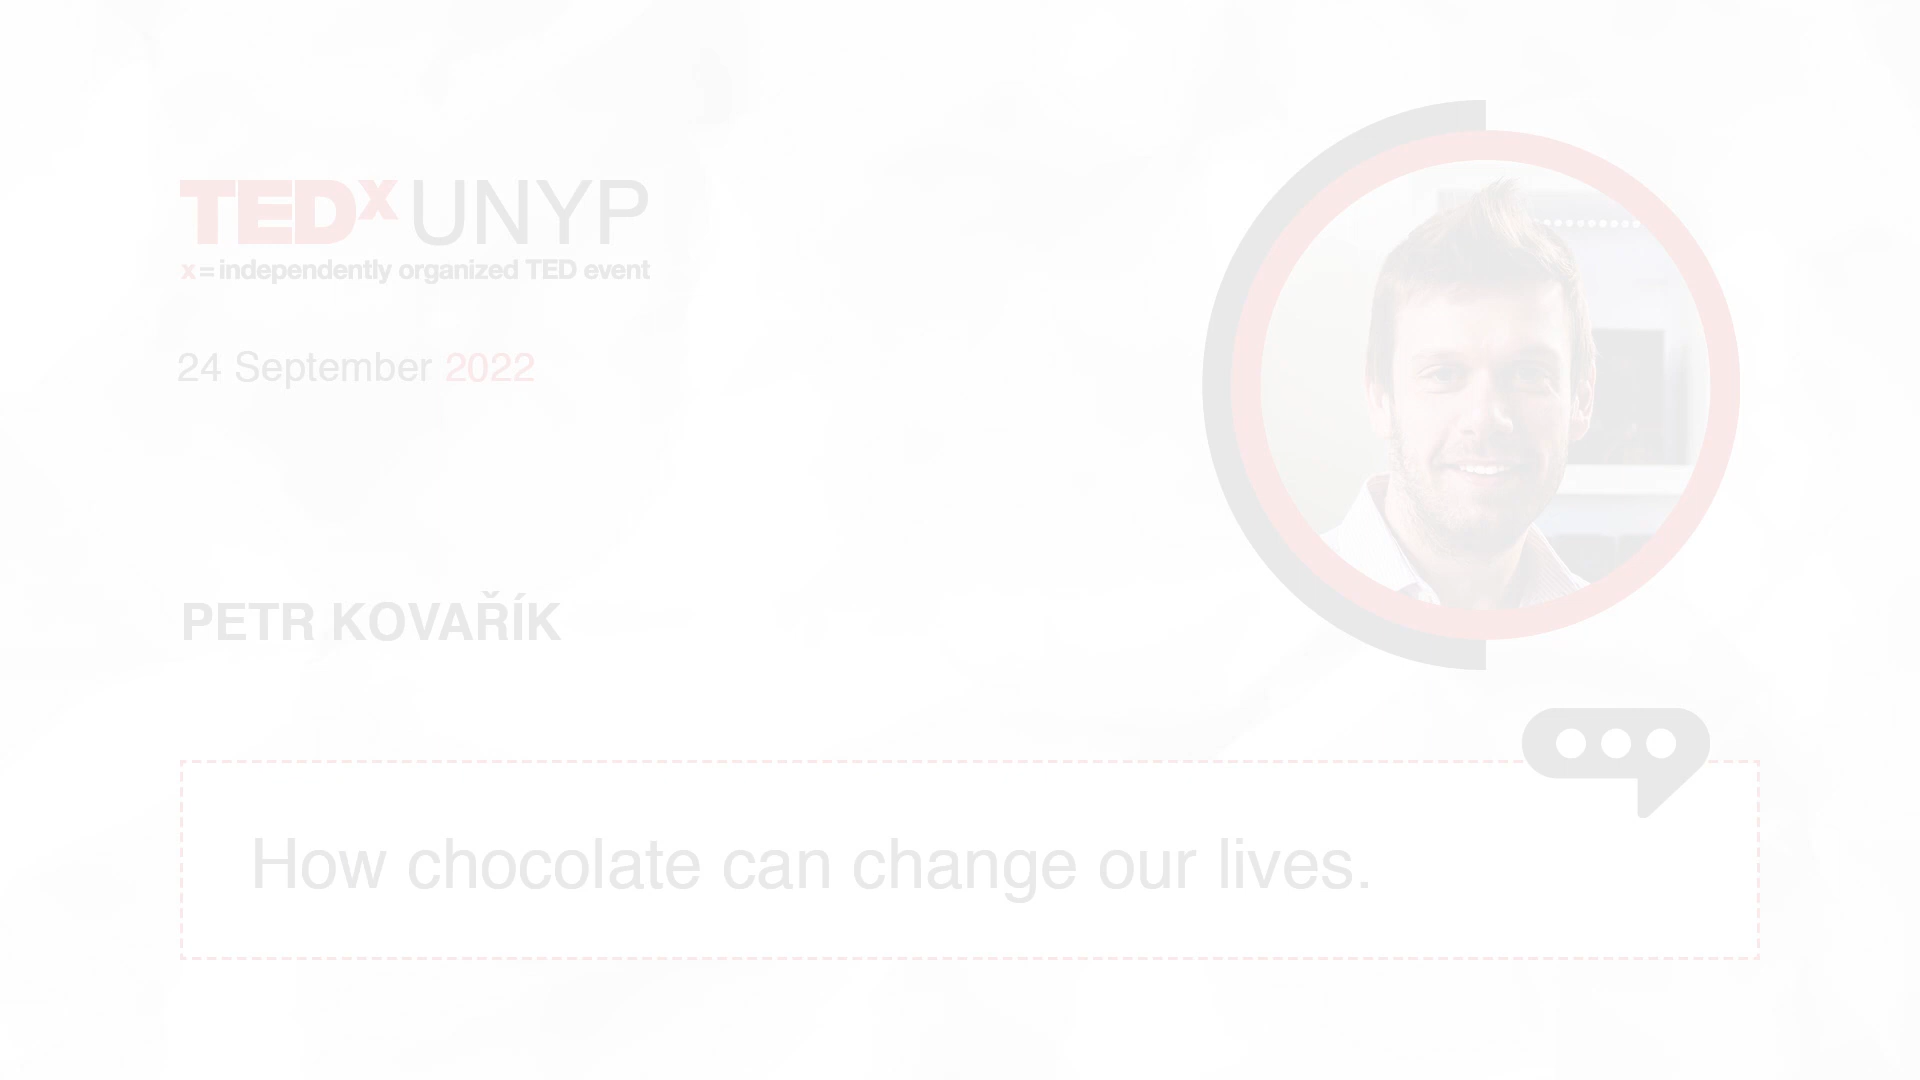 TEDx UNYP
x = independently organized TED event
24 September 2022
PETR KOVAŘÍK
How chocolate can change our lives.